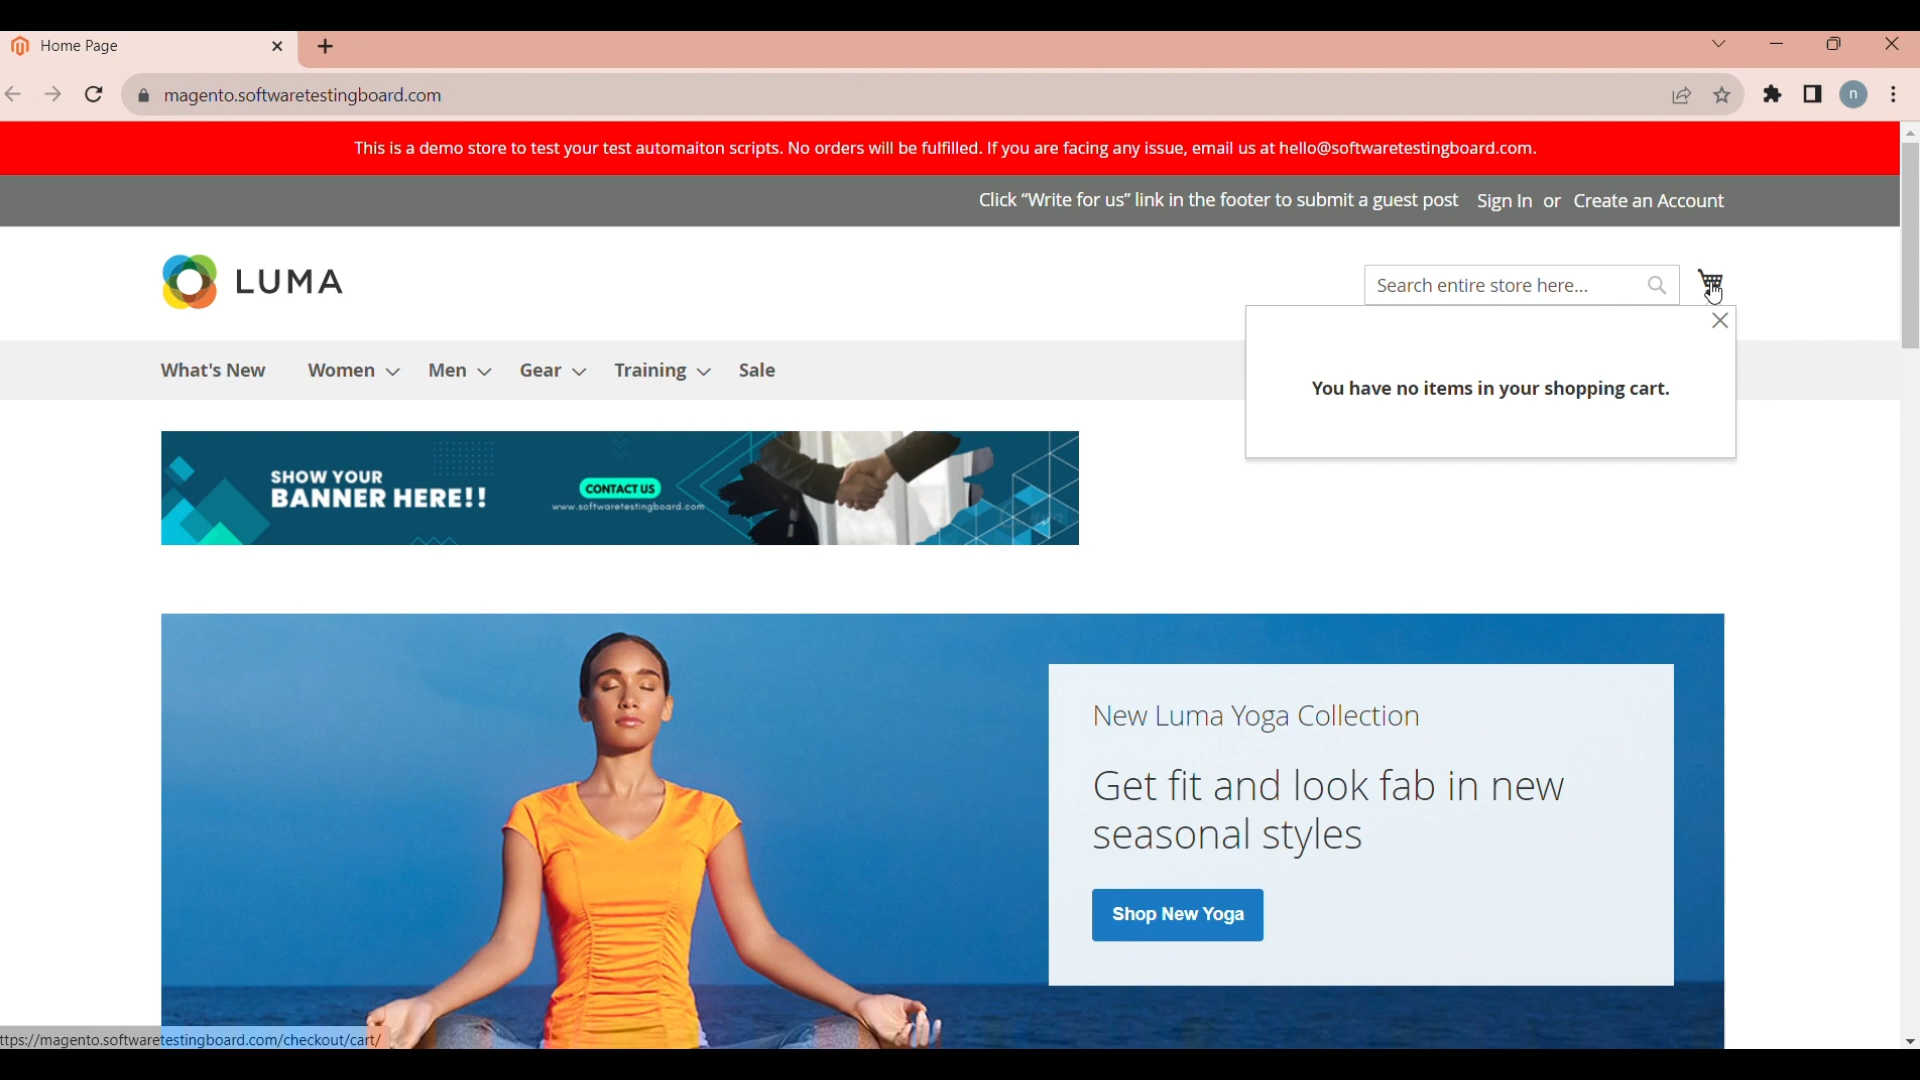 Home Page
magento.softwaretestingboard.com
n
This is a demo store to test your test automaiton scripts. No orders will be fulfilled. If you are facing any issue, email us at hello@softwaretestingboard.com.
Click “Write for us” link in the footer to submit a guest post Sign In or Create an Account
LUMA
Search entire store here...
What's New Women Men Gear Training Sale
You have no items in your shopping cart.
SHOW YOUR
BANNER HERE!!
CONTACT US
www.softwaretestingboard.com
New Luma Yoga Collection
Get fit and look fab in new
seasonal styles
Shop New Yoga
ttps://magento.softwaretestingboard.com/checkout/cart/